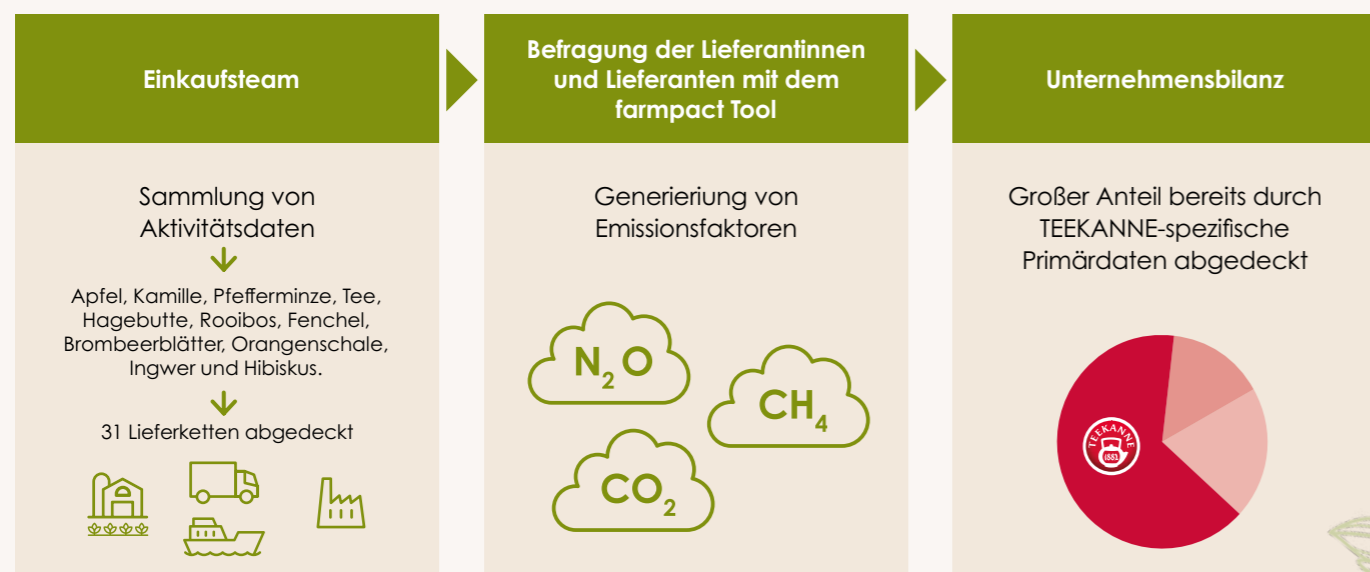 Einkaufsteam
Sammlung von
Aktivitätsdaten
Apfel, Kamille, Pfefferminze, Tee,
Hagebutte, Rooibos, Fenchel,
Brombeerblätter, Orangenschale,
Ingwer und Hibiskus.
31 Lieferketten abgedeckt
Befragung der Lieferantinnen
und Lieferanten mit dem
farmpact Tool
Generieriung von
Emissionsfaktoren
N₂O
CH₄
CO₂
Unternehmensbilanz
Großer Anteil bereits durch
TEEKANNE-spezifische
Primärdaten abgedeckt
TEEKANNE